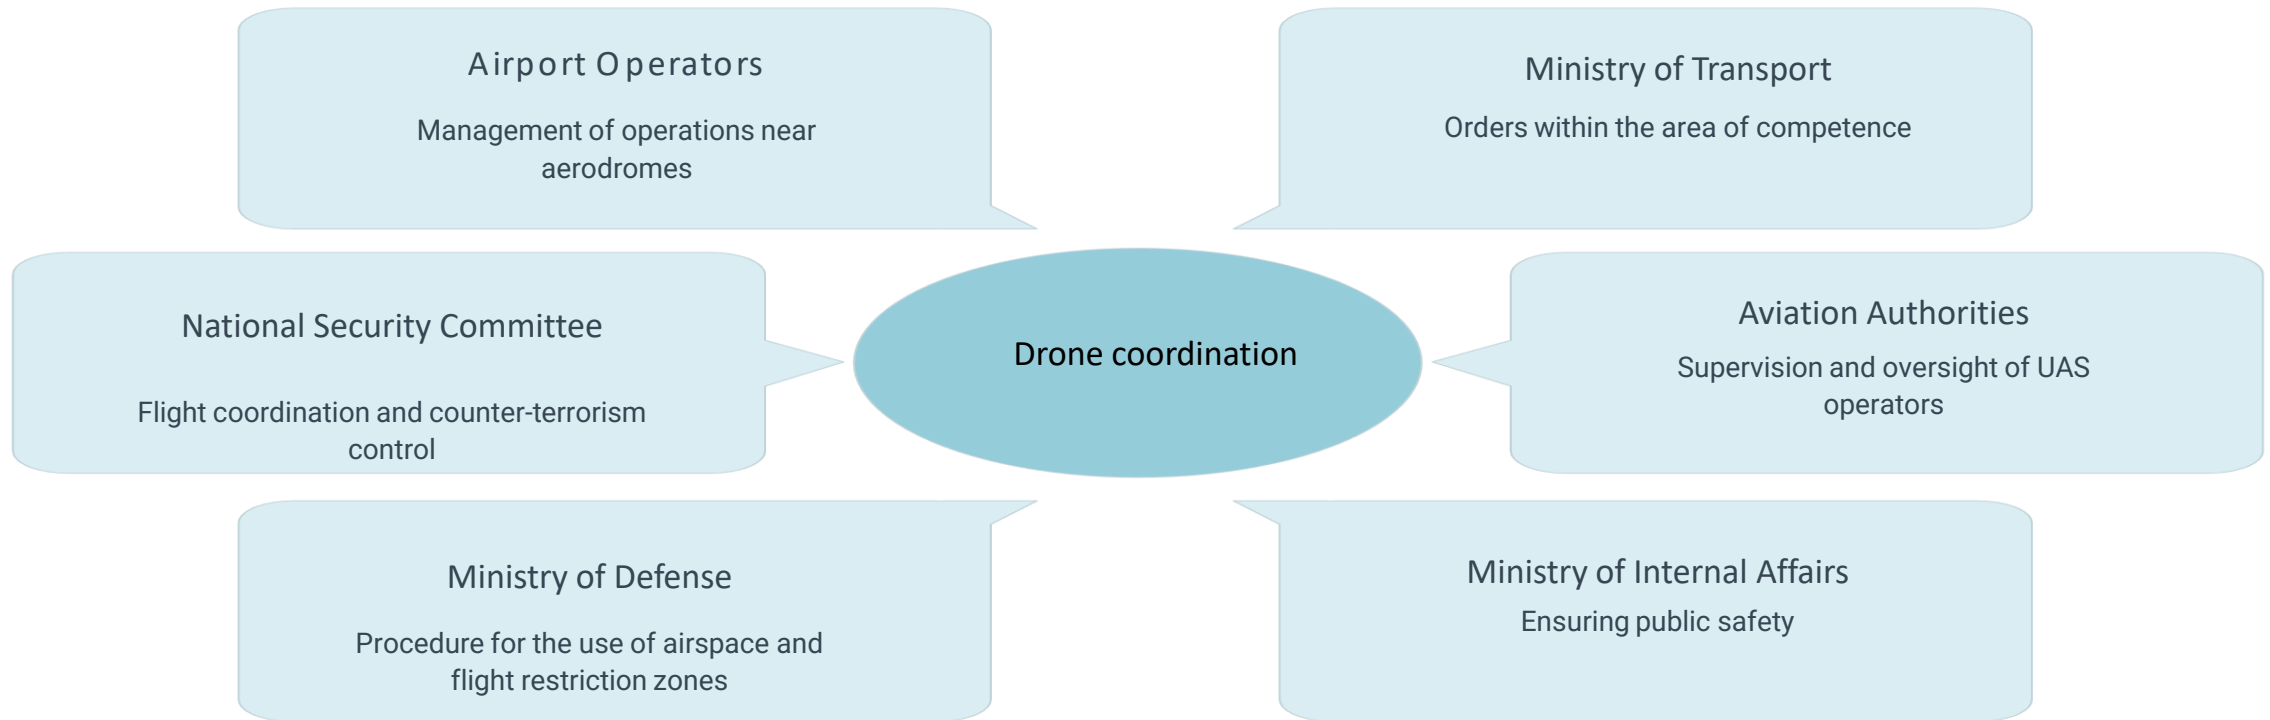 Airport Operators
Management of operations near
aerodromes
Ministry of Transport
Orders within the area of competence
National Security Committee
Flight coordination and counter-terrorism
control
Drone coordination
Aviation Authorities
Supervision and oversight of UAS
operators
Ministry of Defense
Procedure for the use of airspace and
flight restriction zones
Ministry of Internal Affairs
Ensuring public safety